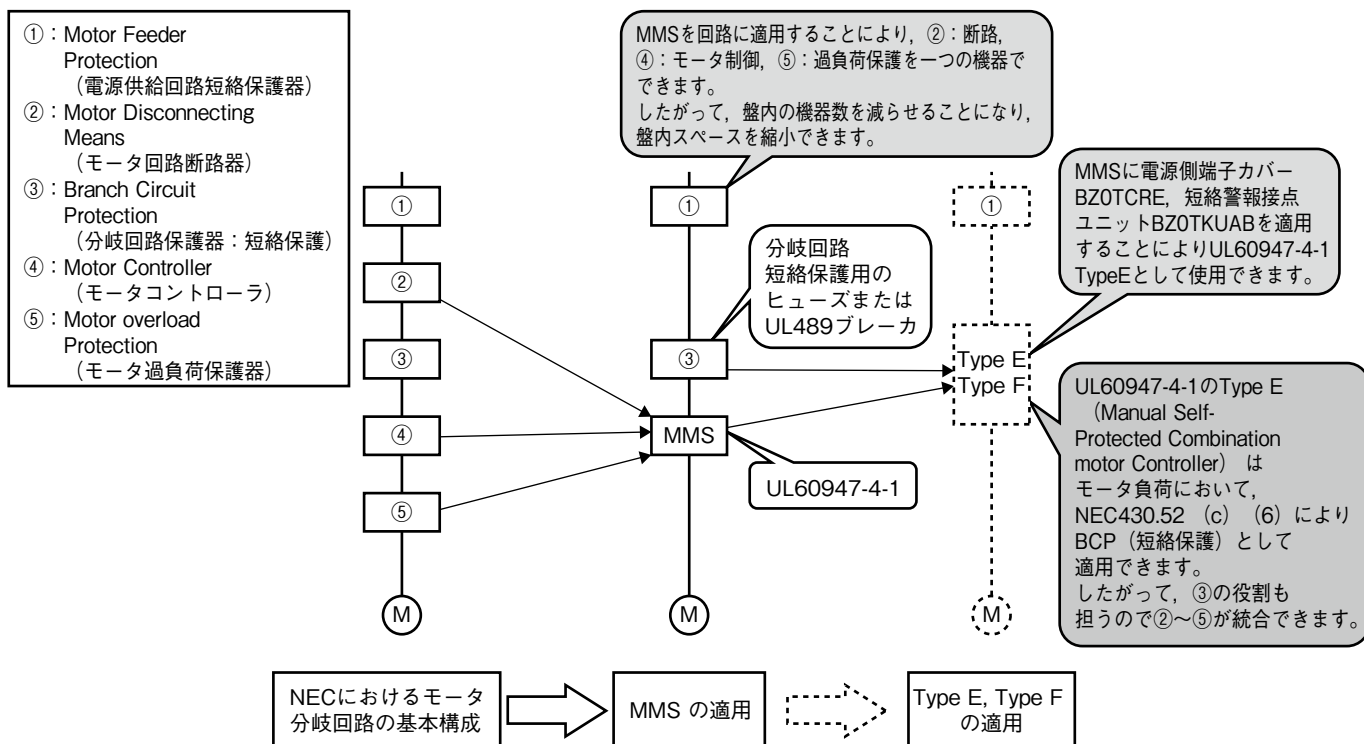 ①：Motor Feeder
Protection
（電源供給回路短絡保護器）
②：Motor Disconnecting
Means
（モータ回路断路器）
③：Branch Circuit
Protection
（分岐回路保護器：短絡保護）
④：Motor Controller
（モータコントローラ）
⑤：Motor overload
Protection
（モータ過負荷保護器）
MMSを回路に適用することにより，②：断路，
④：モータ制御，⑤：過負荷保護を一つの機器で
できます。
したがって，盤内の機器数を減らせることになり，
盤内スペースを縮小できます。
①
②
③
④
⑤
M
①
分岐回路
短絡保護用の
ヒューズまたは
UL489ブレーカ
③
MMS
UL60947-4-1
M
①
Type E
Type F
M
MMSに電源側端子カバー
BZ0TCRE，短絡警報接点
ユニットBZ0TKUABを適用
することによりUL60947-4-1
TypeEとして使用できます。
UL60947-4-1のType E
（Manual Self-
Protected Combination
motor Controller） は
モータ負荷において，
NEC430.52 （c） （6）により
BCP（短絡保護）として
適用できます。
したがって，③の役割も
担うので②～⑤が統合できます。
NECにおけるモータ
分岐回路の基本構成
MMS の適用
Type E, Type F
の適用